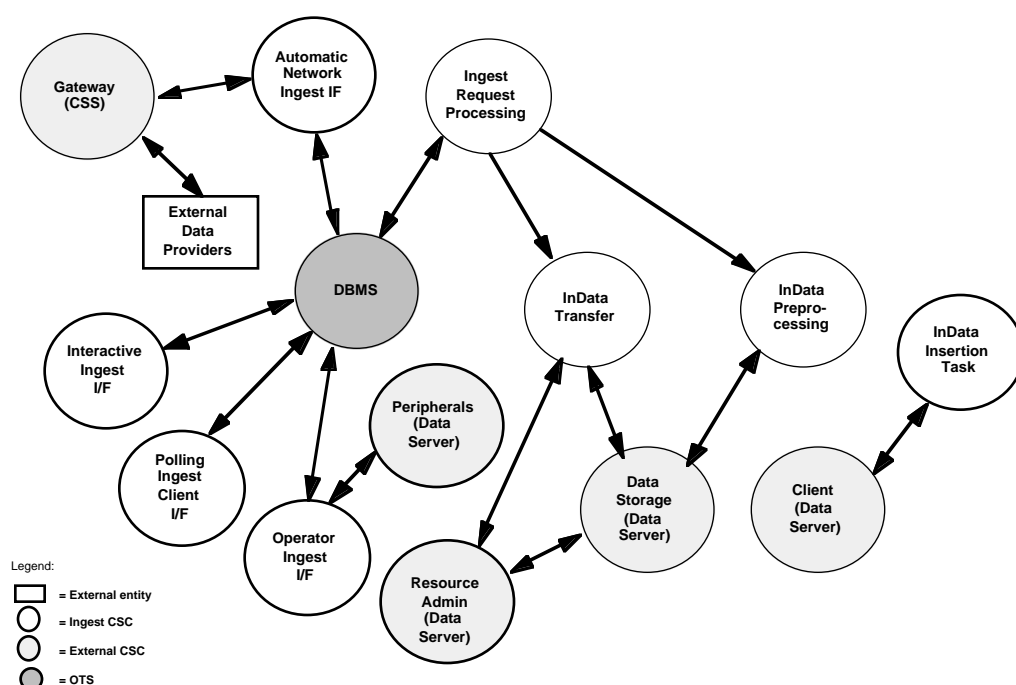 Gateway
(CSS)
Automatic
Network
Ingest IF
Ingest
Request
Processing
External
Data
Providers
DBMS
InData
Transfer
InData
Prepro-
cessing
InData
Insertion
Task
Interactive
Ingest
I/F
Peripherals
(Data
Server)
Polling
Ingest
Client
I/F
Operator
Ingest
I/F
Data
Storage
(Data
Server)
Client
(Data
Server)
Resource
Admin
(Data
Server)
Legend:
= External entity
= Ingest CSC
= External CSC
= OTS